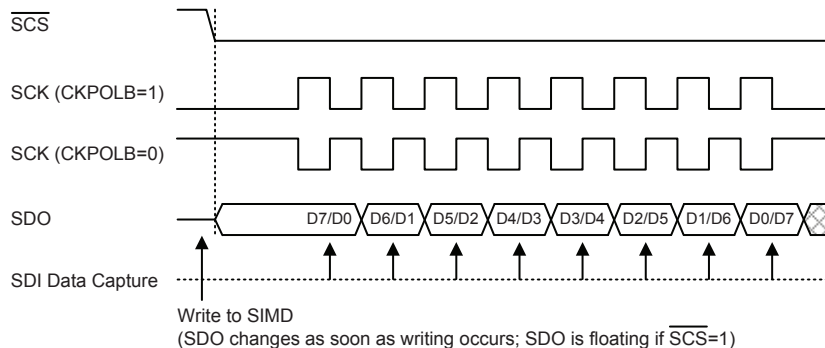 SCS
SCK (CKPOLB=1)
SCK (CKPOLB=0)
SDO D7/D0 D6/D1 D5/D2 D4/D3 D3/D4 D2/D5 D1/D6 D0/D7
SDI Data Capture
Write to SIMD
(SDO changes as soon as writing occurs; SDO is floating if SCS=1)